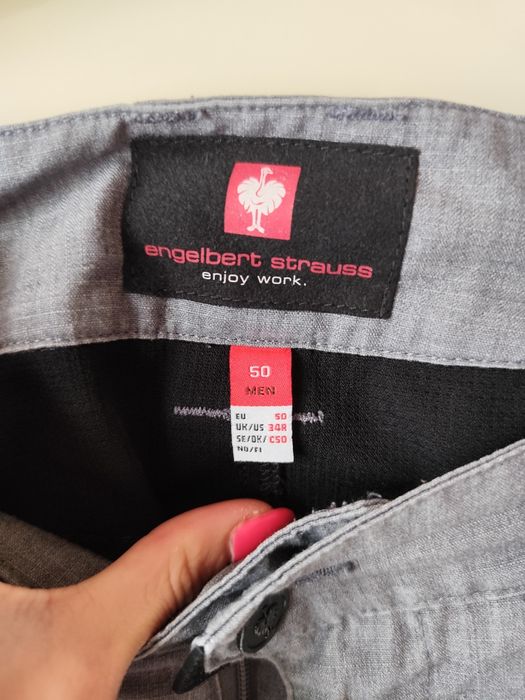 engelbert strauss
enjoy work.
50
MEN
EU 50
UK/US 34R
SE/DK/ C50
NO/FI